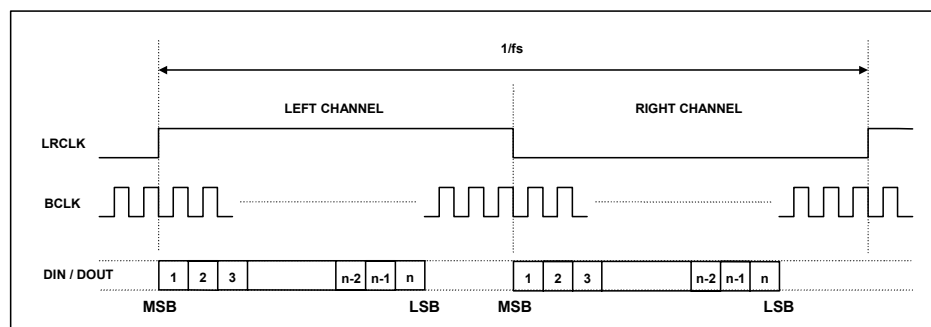 1/fs
LEFT CHANNEL RIGHT CHANNEL
LRCLK
BCLK
DIN / DOUT 1 2 3 n-2 n-1 n 1 2 3 n-2 n-1 n
MSB LSB MSB LSB